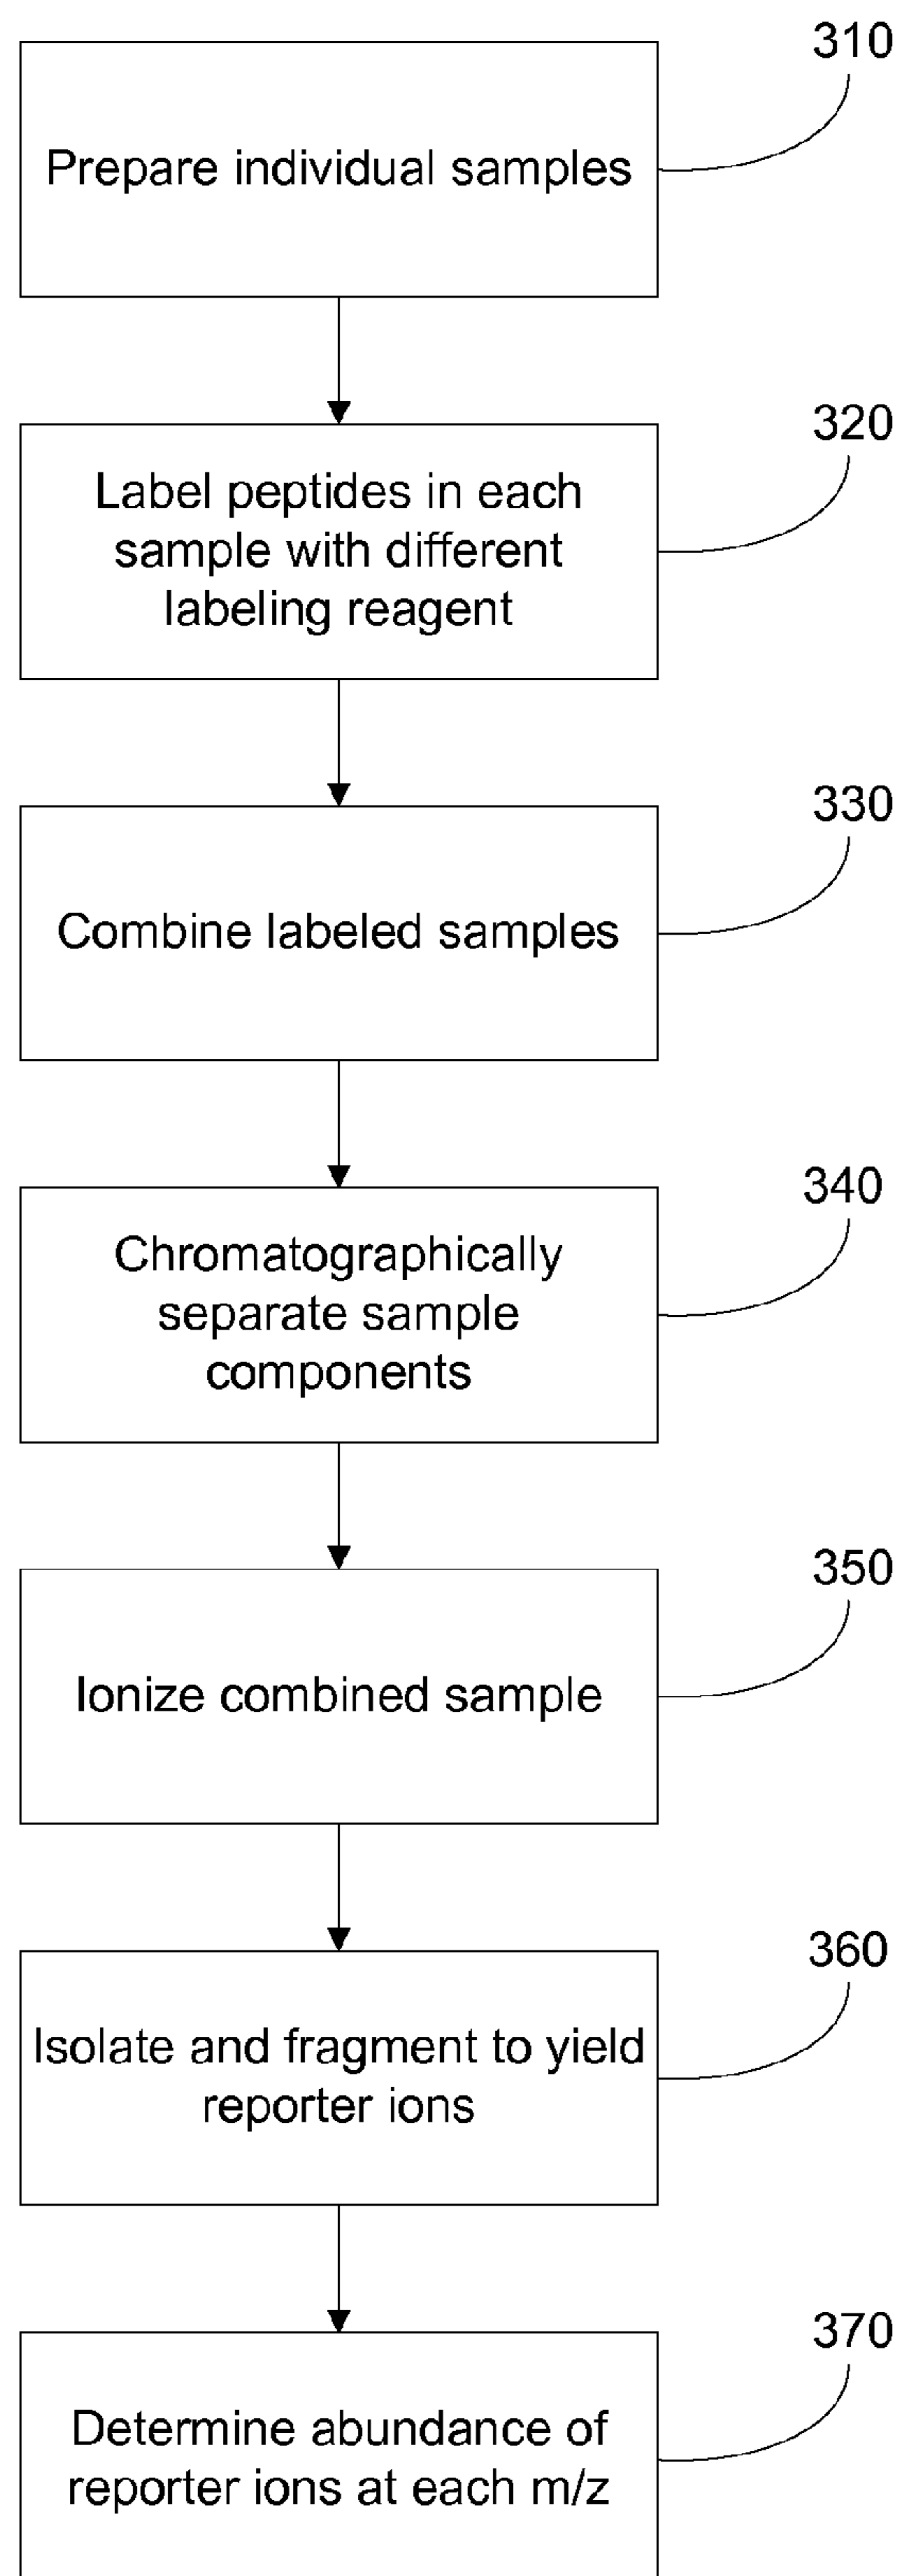 310
Prepare individual samples
320
Label peptides in each
sample with different
labeling reagent
330
Combine labeled samples
340
Chromatographically
separate sample
components
350
Ionize combined sample
360
Isolate and fragment to yield
reporter ions
370
Determine abundance of
reporter ions at each m/z